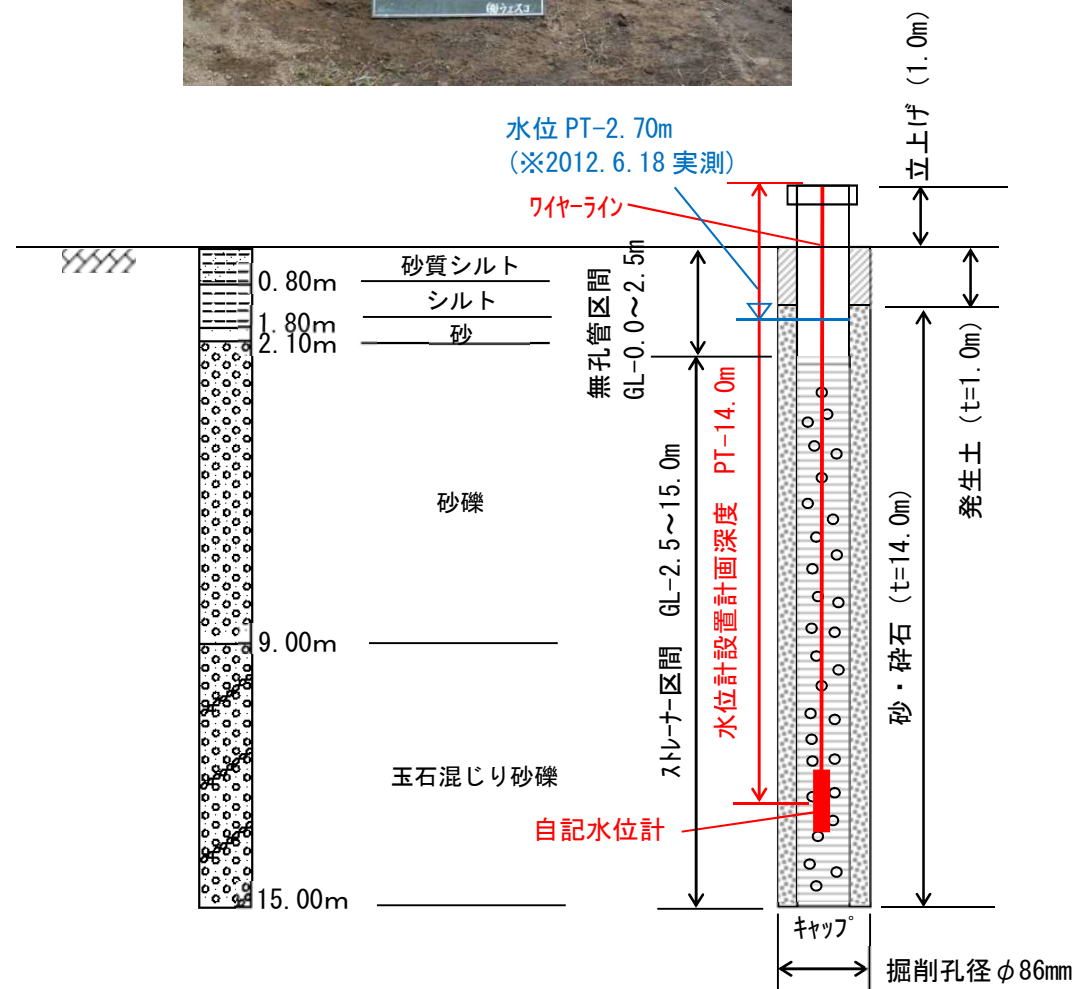 ㈱ウエスコ
立上げ（1.0m）
水位 PT-2.70m
（※2012.6.18 実測）
ワイヤーライン
砂質シルト
0.80m
シルト
1.80m
砂
2.10m
無孔管区間
GL-0.0～2.5m
発生土（t=1.0m）
水位計設置計画深度 PT-14.0m
ストレーナー区間 GL-2.5～15.0m
砂・砕石（t=14.0m）
砂礫
9.00m
玉石混じり砂礫
自記水位計
15.00m
キャップ
掘削孔径φ86mm